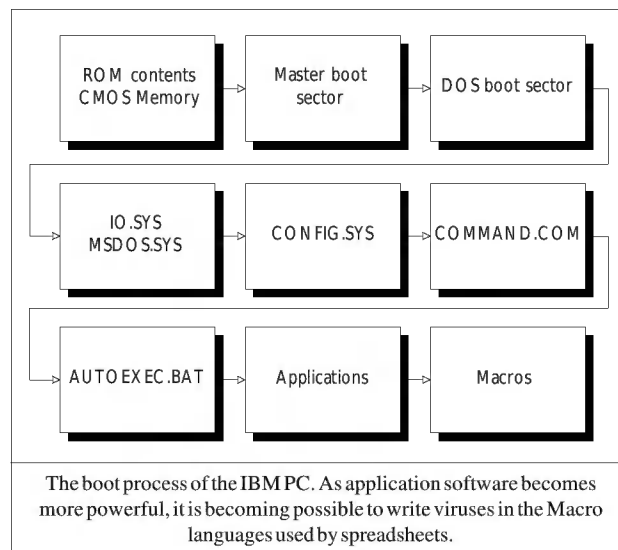 ROM contents
CMOS Memory
Master boot
sector
DOS boot sector
IO.SYS
MSDOS.SYS
CONFIG.SYS
COMMAND.COM
AUTOEXEC.BAT
Applications
Macros
The boot process of the IBM PC. As application software becomes
more powerful, it is becoming possible to write viruses in the Macro
languages used by spreadsheets.